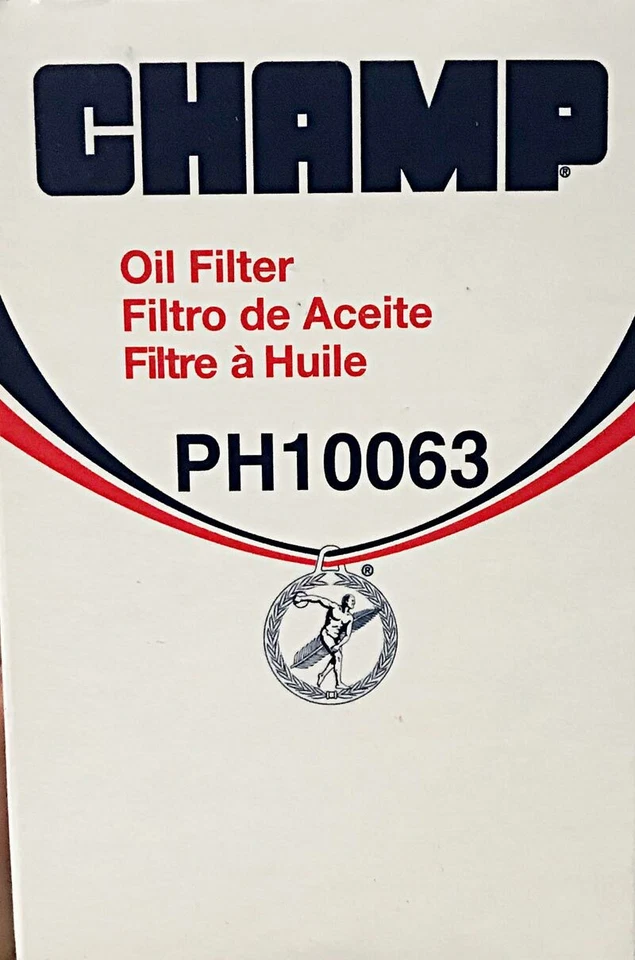 CHAMP®
Oil Filter
Filtro de Aceite
Filtre à Huile
PH10063
®